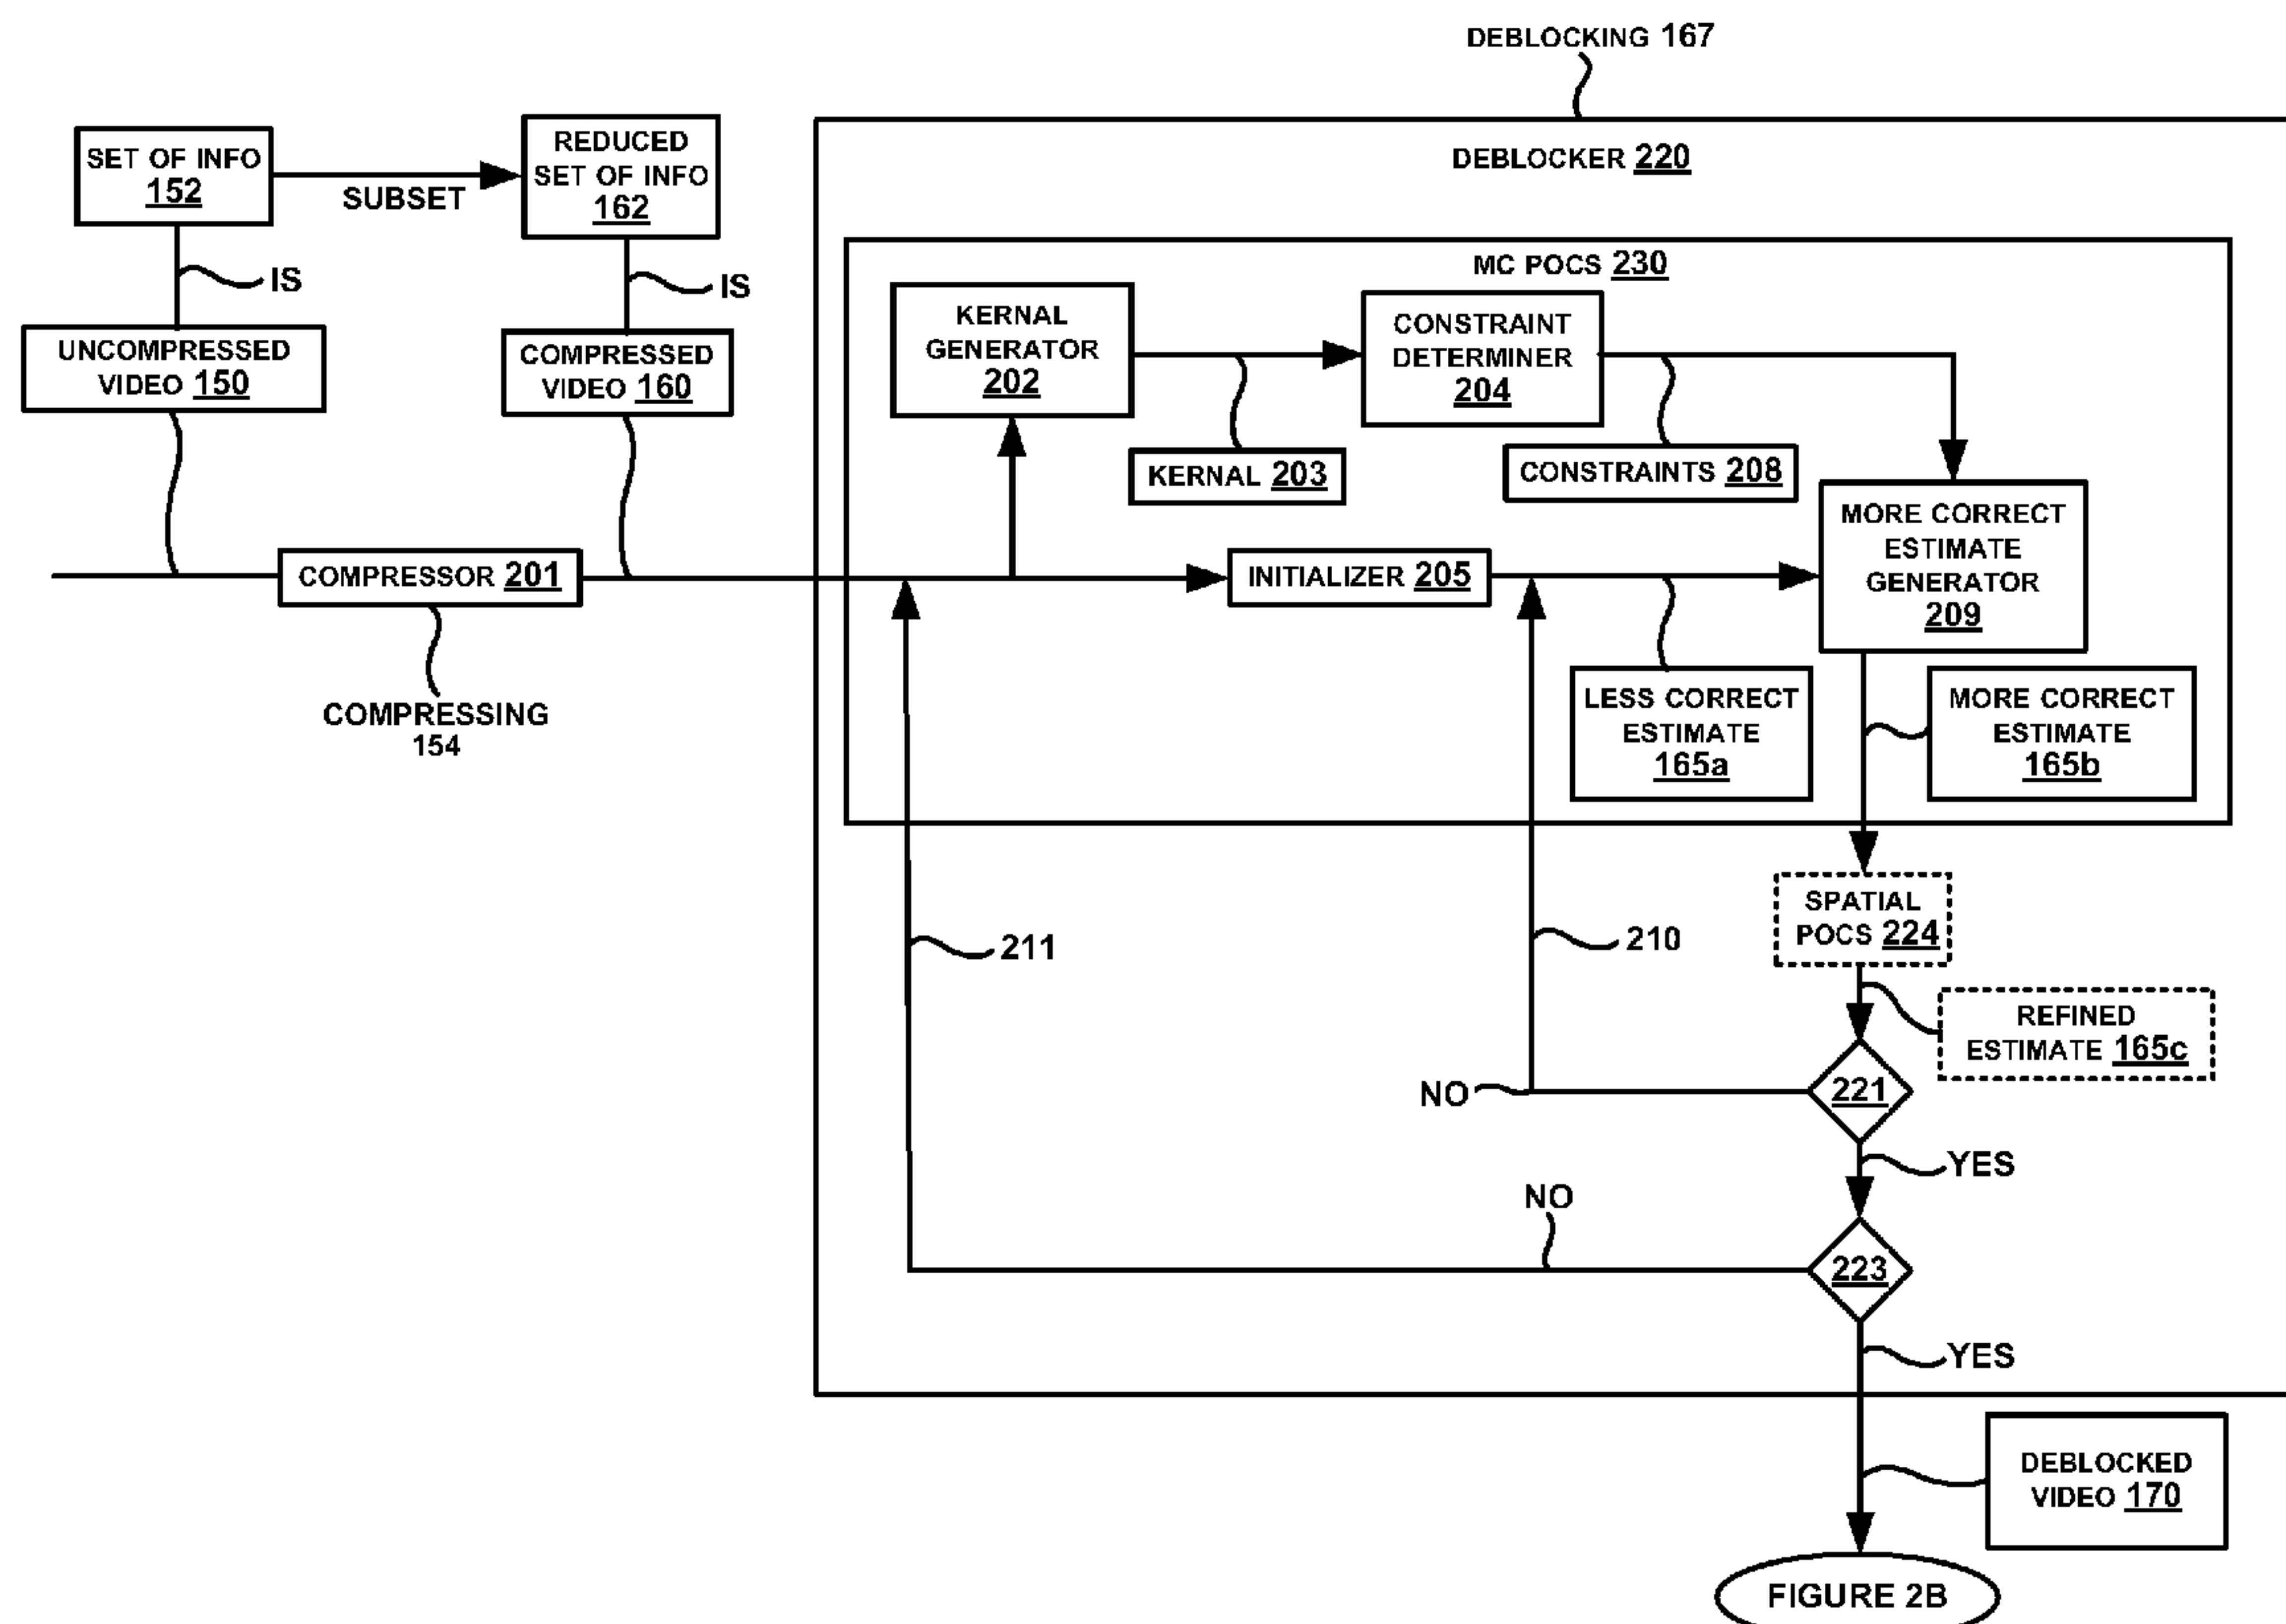 DEBLOCKING 167
SET OF INFO
152
SUBSET
REDUCED
SET OF INFO
162
IS
IS
UNCOMPRESSED
VIDEO 150
COMPRESSED
VIDEO 160
COMPRESSOR 201
COMPRESSING
154
DEBLOCKER 220
MC POCS 230
KERNAL
GENERATOR
202
KERNAL 203
CONSTRAINT
DETERMINER
204
CONSTRAINTS 208
INITIALIZER 205
MORE CORRECT
ESTIMATE
GENERATOR
209
LESS CORRECT
ESTIMATE
165a
MORE CORRECT
ESTIMATE
165b
SPATIAL
POCS 224
211
210
REFINED
ESTIMATE 165c
NO
221
YES
NO
223
YES
DEBLOCKED
VIDEO 170
FIGURE 2B